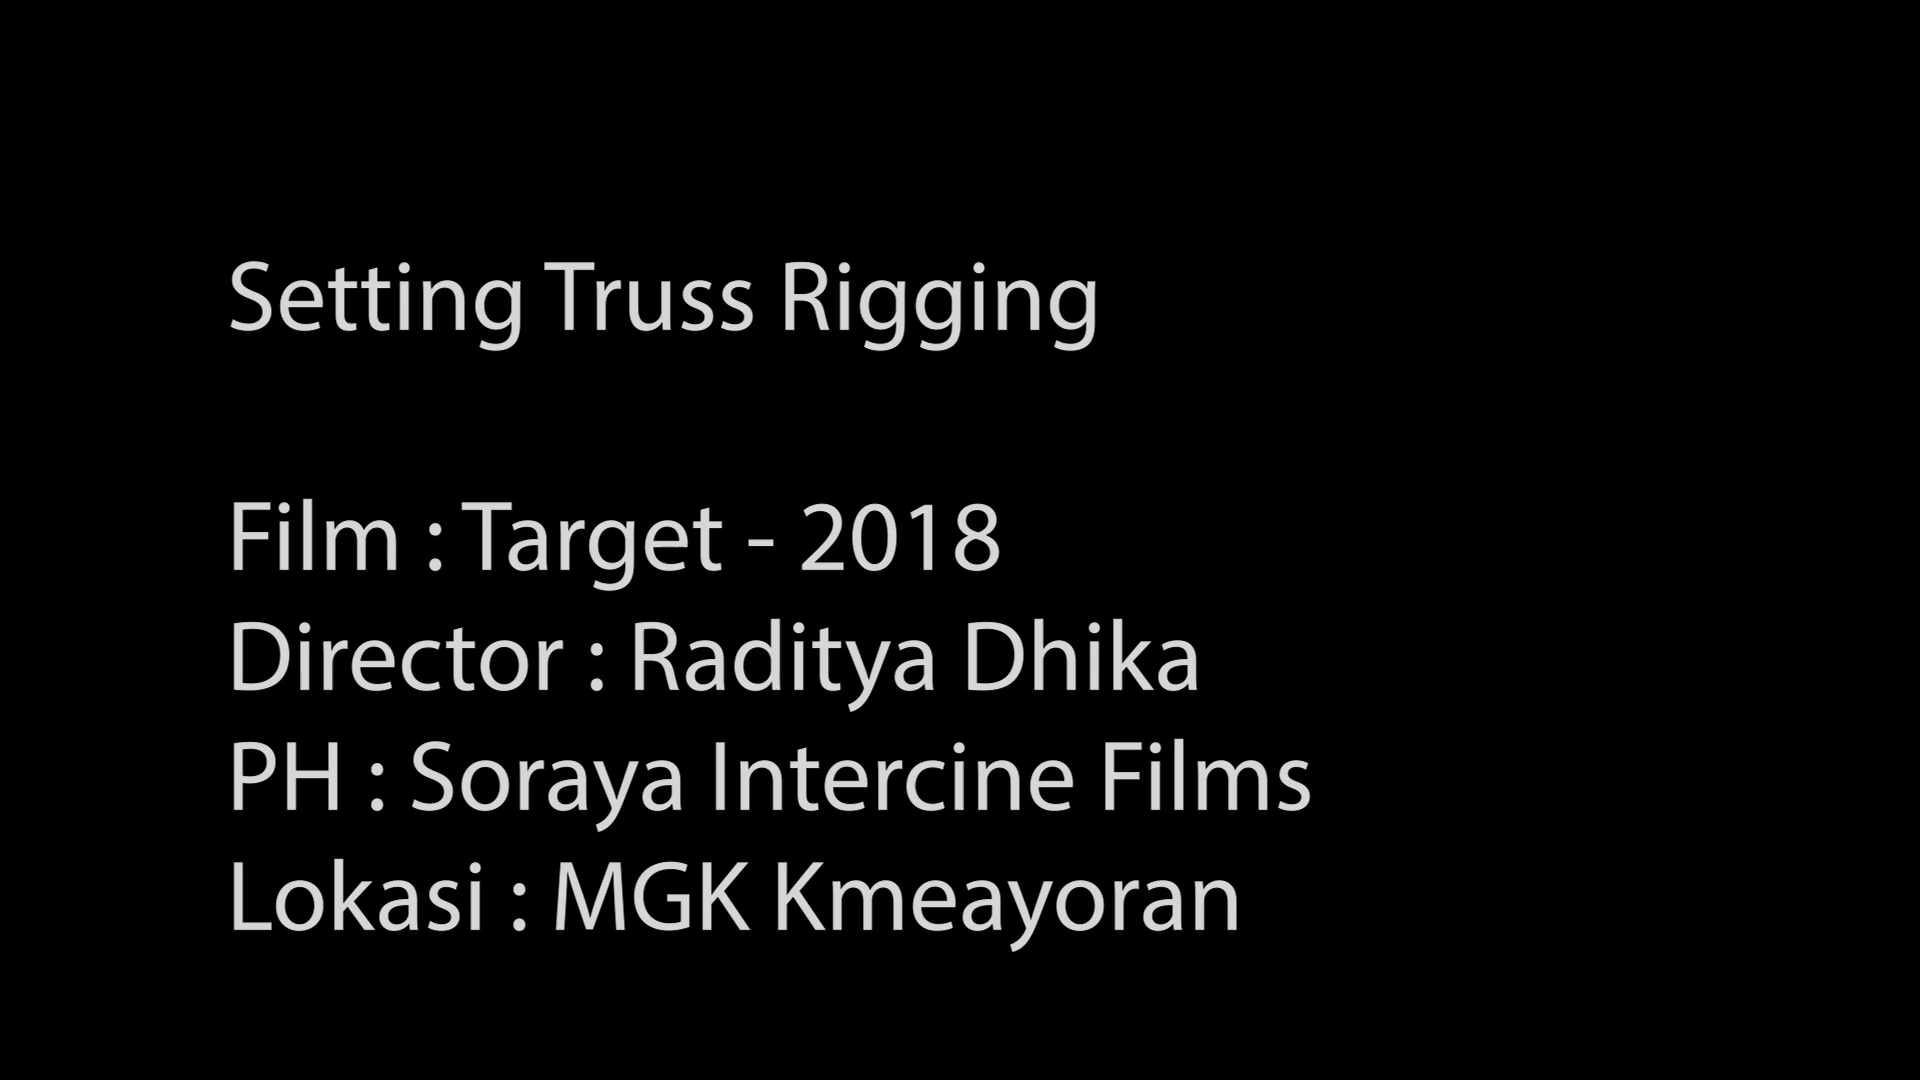 Setting Truss Rigging
Film : Target - 2018
Director : Raditya Dhika
PH : Soraya Intercine Films
Lokasi : MGK Kmeayoran